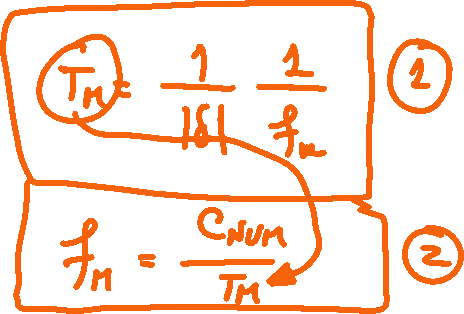 T_M = 1/|δ| 1/f_m ①
f_M = C_NUM/T_M ②